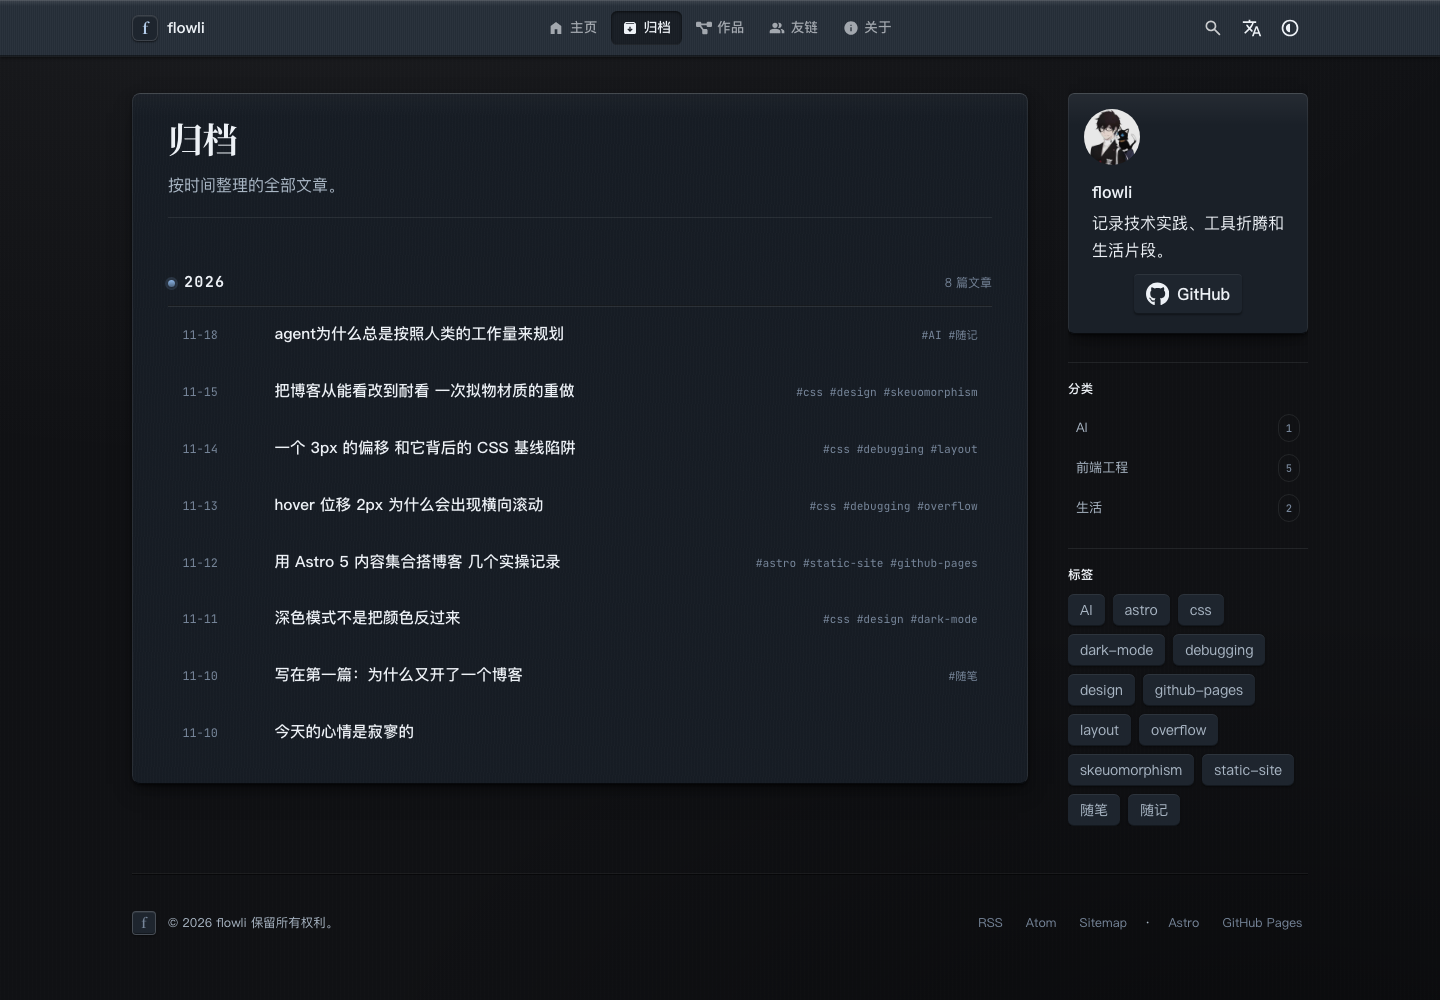 f flowli 主页 归档 作品 友链 关于
归档
按时间整理的全部文章。
2026 8 篇文章
11-18 agent为什么总是按照人类的工作量来规划 #AI #随记
11-15 把博客从能看改到耐看 一次拟物材质的重做 #css #design #skeuomorphism
11-14 一个 3px 的偏移 和它背后的 CSS 基线陷阱 #css #debugging #layout
11-13 hover 位移 2px 为什么会出现横向滚动 #css #debugging #overflow
11-12 用 Astro 5 内容集合搭博客 几个实操记录 #astro #static-site #github-pages
11-11 深色模式不是把颜色反过来 #css #design #dark-mode
11-10 写在第一篇：为什么又开了一个博客 #随笔
11-10 今天的心情是寂寥的
flowli
记录技术实践、工具折腾和
生活片段。
GitHub
分类
AI 1
前端工程 5
生活 2
标签
AI astro css
dark-mode debugging
design github-pages
layout overflow
skeuomorphism static-site
随笔 随记
f © 2026 flowli 保留所有权利。 RSS Atom Sitemap · Astro GitHub Pages